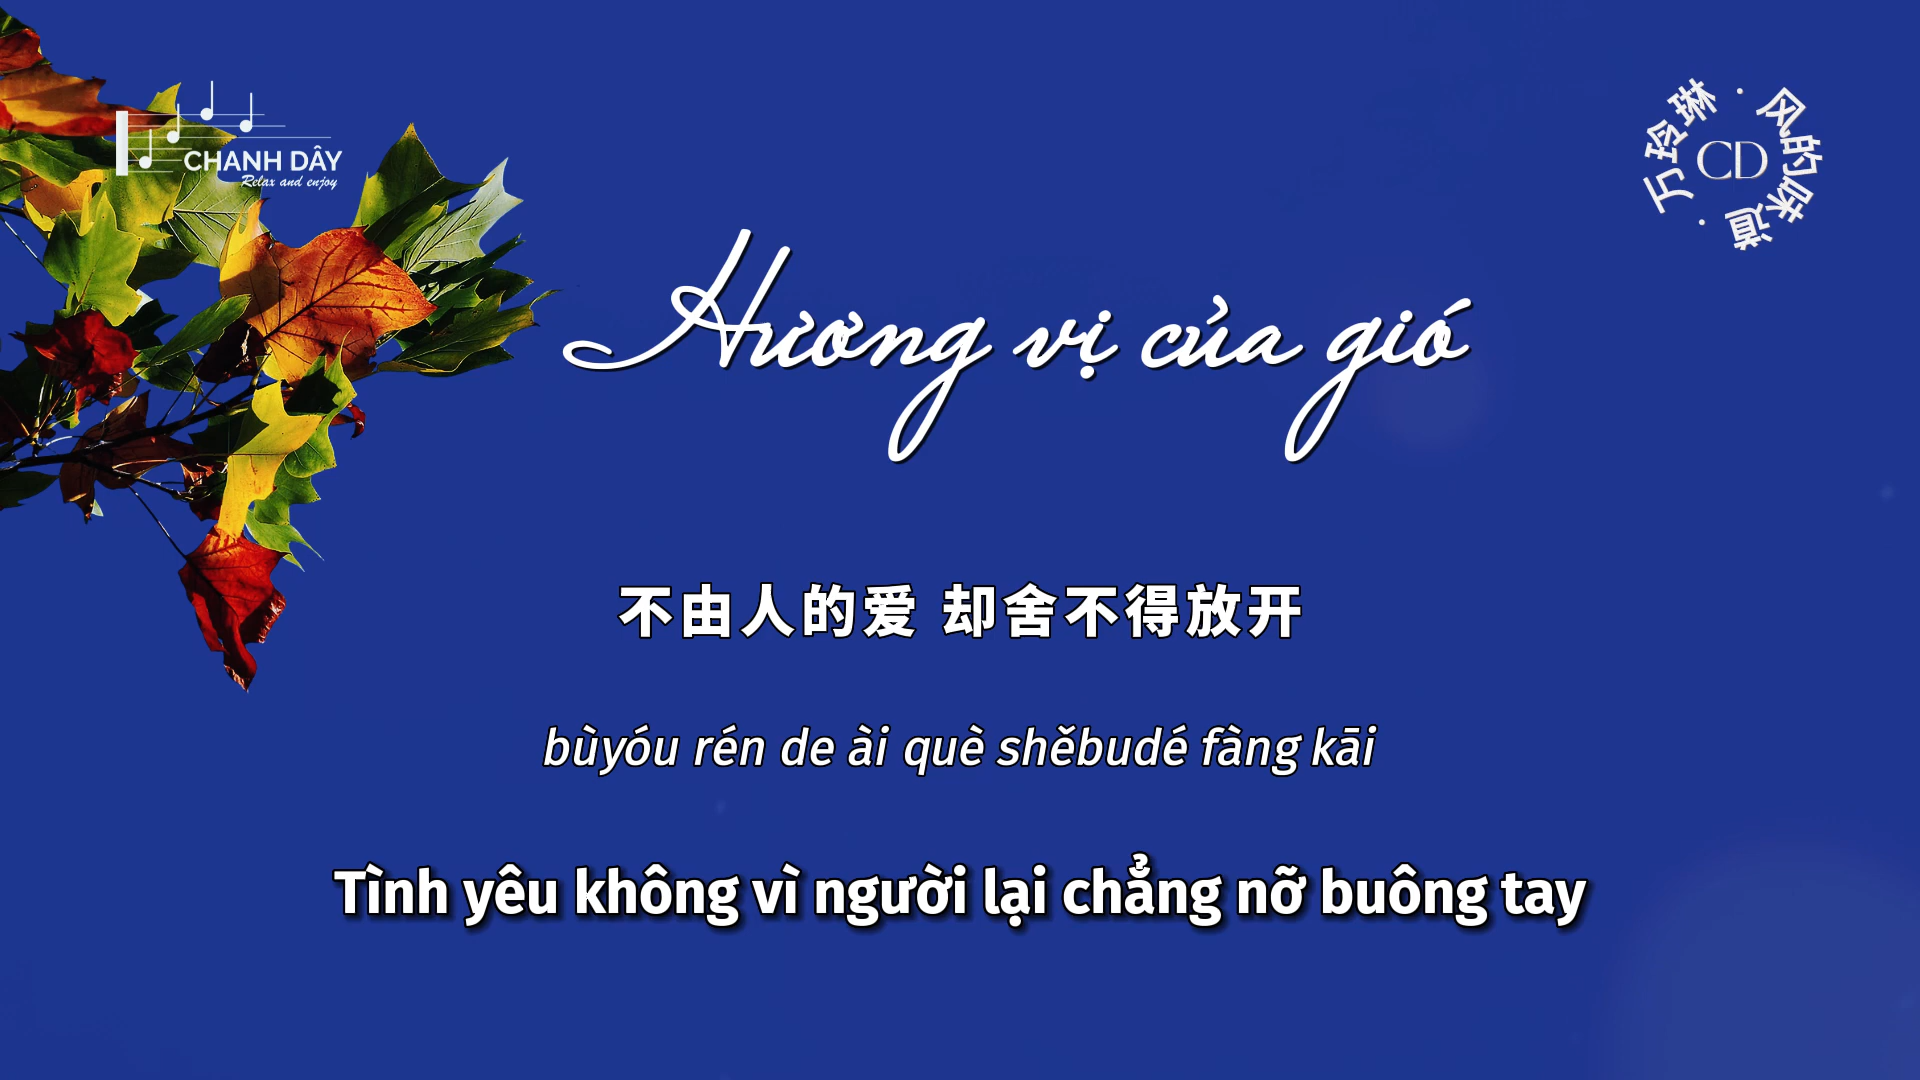 CHANH DÂY
Relax and enjoy
万玲琳 · 风的味道 ·
CD
Hương vị của gió
不由人的爱 却舍不得放开
bùyóu rén de ài què shěbudé fàng kāi
Tình yêu không vì người lại chẳng nỡ buông tay